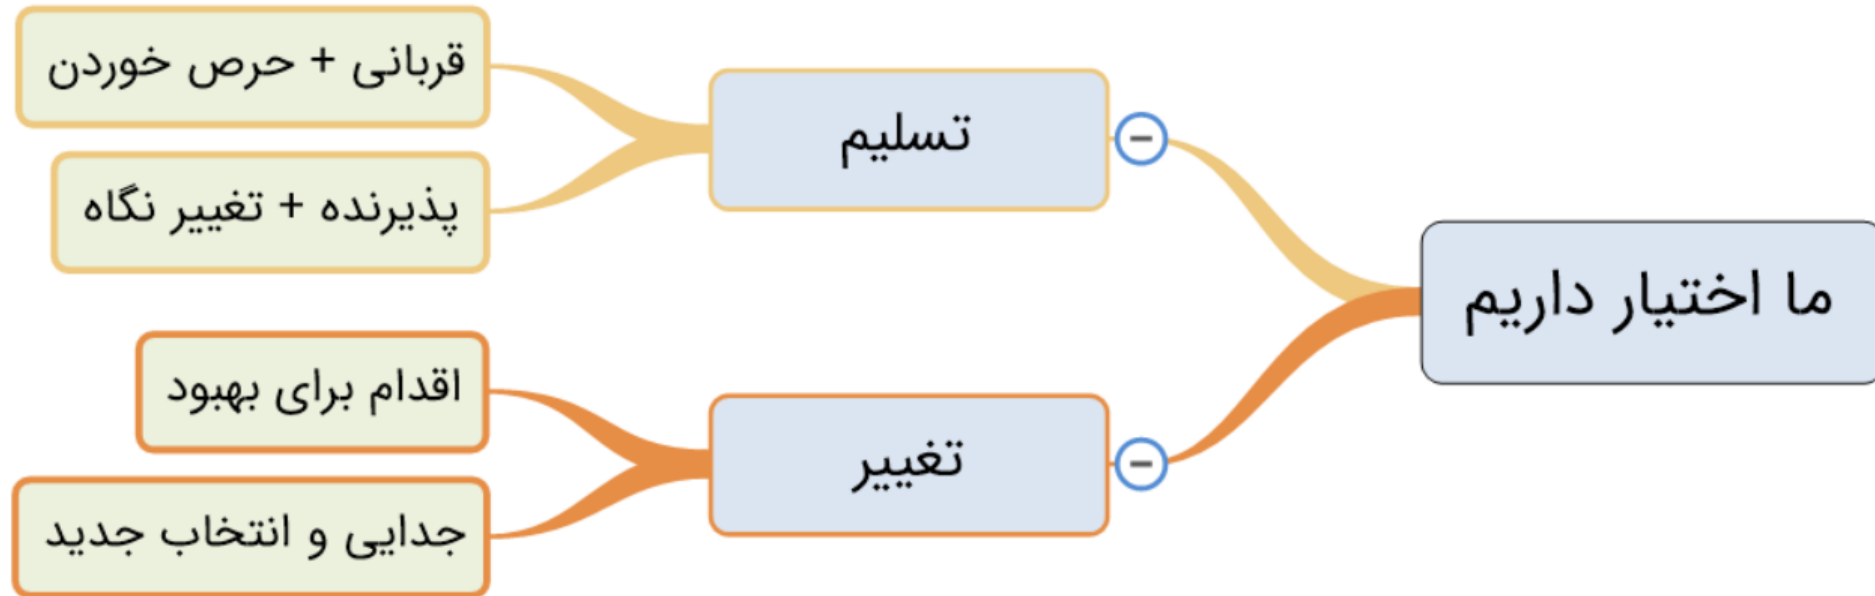 ما اختیار داریم
تسلیم
قربانی + حرص خوردن
پذیرنده + تغییر نگاه
تغییر
اقدام برای بهبود
جدایی و انتخاب جدید